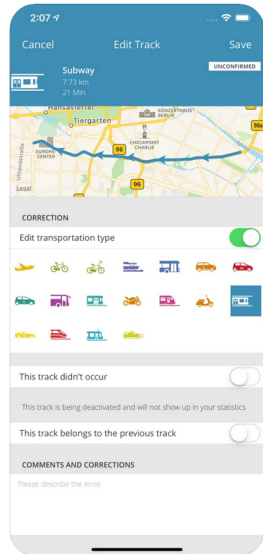 2:07
Cancel Edit Track Save
UNCONFIRMED
Subway
7.73 km
21 Min.
Hansaviertel
KONZERTHAUS
BERLIN
Tiergarten
96
96a
CHECKPOINT
CHARLIE
96
EUROPA-
CENTER
Uhlandstraße
96
Legal
CORRECTION
Edit transportation type
This track didn't occur
This track is being deactivated and will not show up in your statistics
This track belongs to the previous track
COMMENTS AND CORRECTIONS
Please describe the error